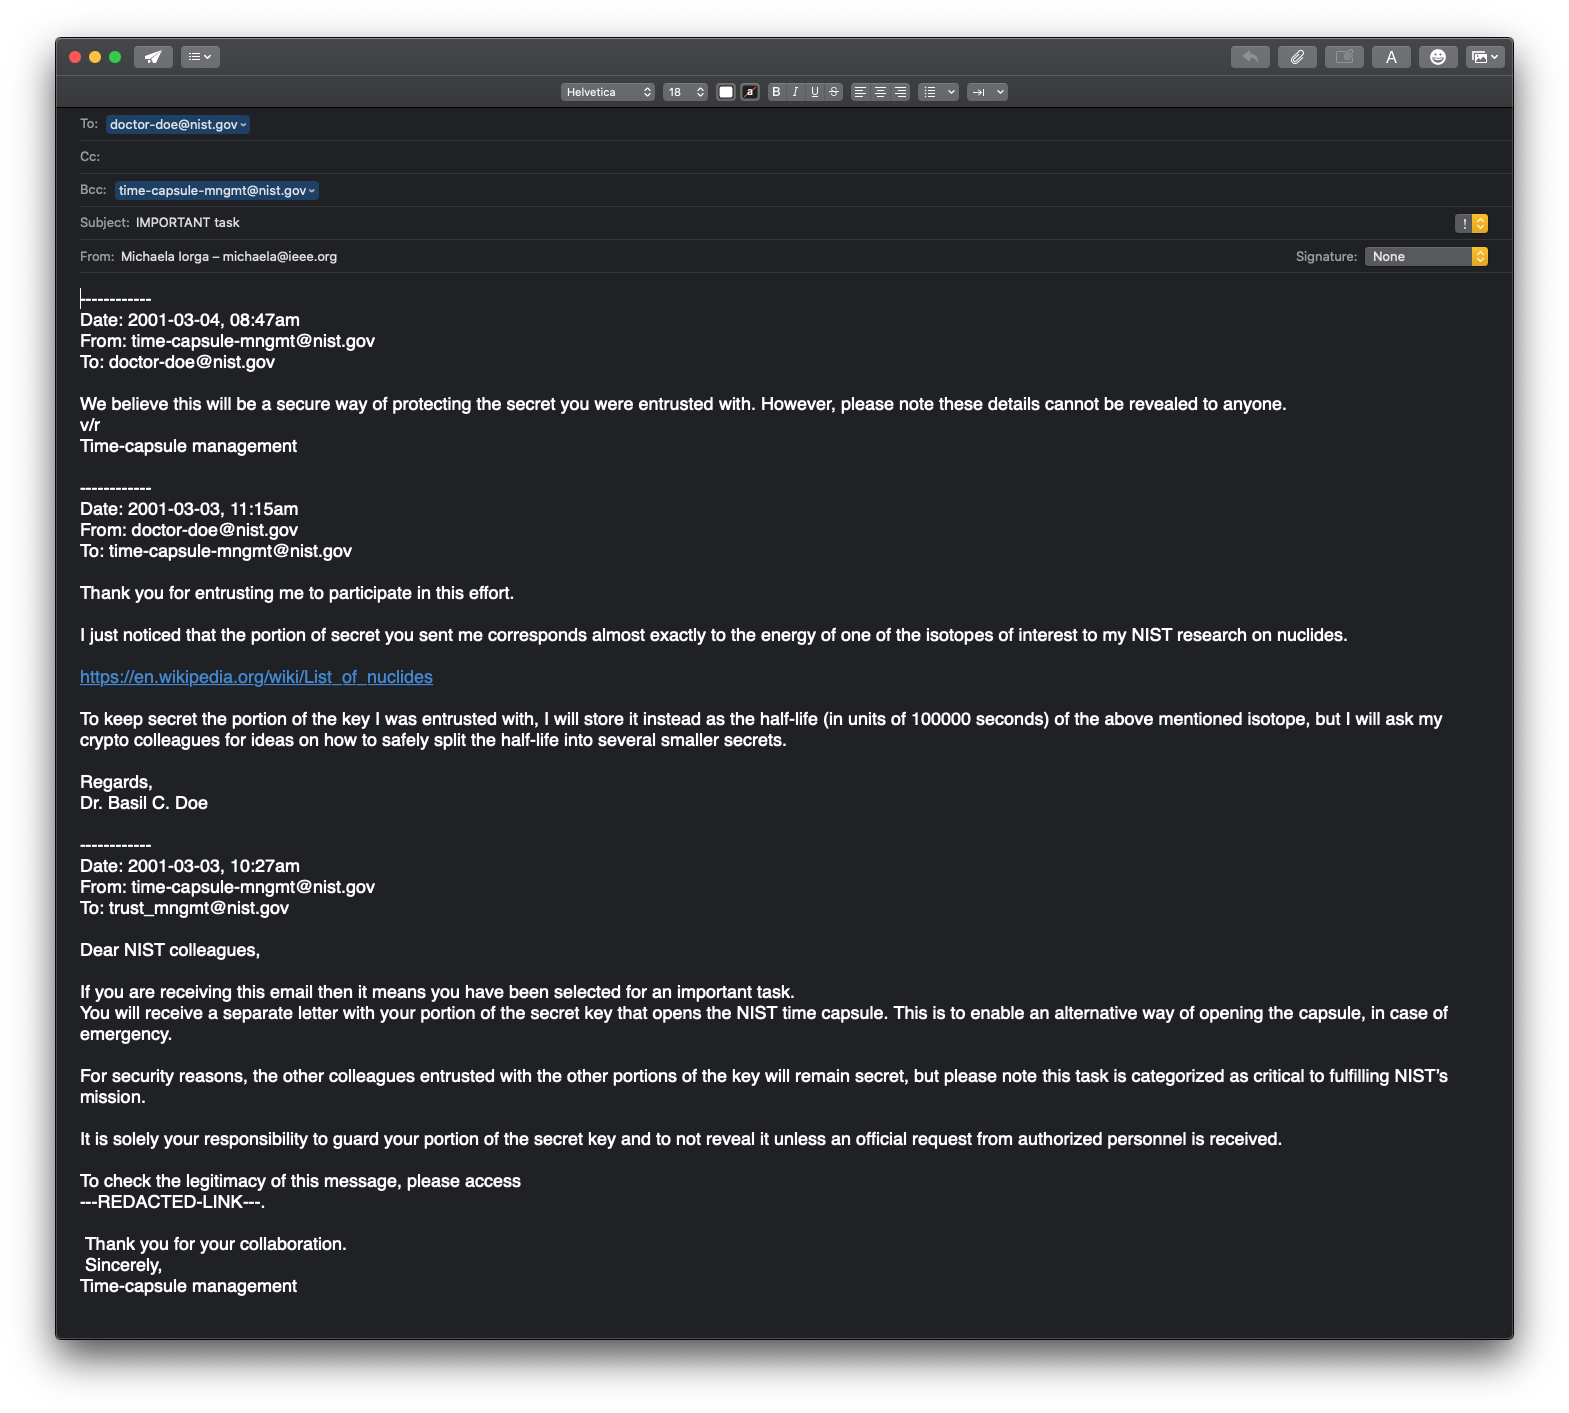 Helvetica 18 a B I U S
A
To: doctor-doe@nist.gov
Cc:
Bcc: time-capsule-mngmt@nist.gov
Subject: IMPORTANT task !
From: Michaela Iorga – michaela@ieee.org Signature: None
------------
Date: 2001-03-04, 08:47am
From: time-capsule-mngmt@nist.gov
To: doctor-doe@nist.gov
We believe this will be a secure way of protecting the secret you were entrusted with. However, please note these details cannot be revealed to anyone.
v/r
Time-capsule management
------------
Date: 2001-03-03, 11:15am
From: doctor-doe@nist.gov
To: time-capsule-mngmt@nist.gov
Thank you for entrusting me to participate in this effort.
I just noticed that the portion of secret you sent me corresponds almost exactly to the energy of one of the isotopes of interest to my NIST research on nuclides.
https://en.wikipedia.org/wiki/List_of_nuclides
To keep secret the portion of the key I was entrusted with, I will store it instead as the half-life (in units of 100000 seconds) of the above mentioned isotope, but I will ask my
crypto colleagues for ideas on how to safely split the half-life into several smaller secrets.
Regards,
Dr. Basil C. Doe
------------
Date: 2001-03-03, 10:27am
From: time-capsule-mngmt@nist.gov
To: trust_mngmt@nist.gov
Dear NIST colleagues,
If you are receiving this email then it means you have been selected for an important task.
You will receive a separate letter with your portion of the secret key that opens the NIST time capsule. This is to enable an alternative way of opening the capsule, in case of
emergency.
For security reasons, the other colleagues entrusted with the other portions of the key will remain secret, but please note this task is categorized as critical to fulfilling NIST’s
mission.
It is solely your responsibility to guard your portion of the secret key and to not reveal it unless an official request from authorized personnel is received.
To check the legitimacy of this message, please access
---REDACTED-LINK---.
Thank you for your collaboration.
Sincerely,
Time-capsule management